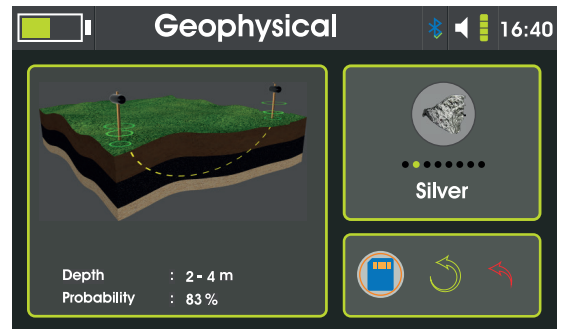 Geophysical
16:40
Depth : 2 - 4 m
Probability : 83 %
Silver